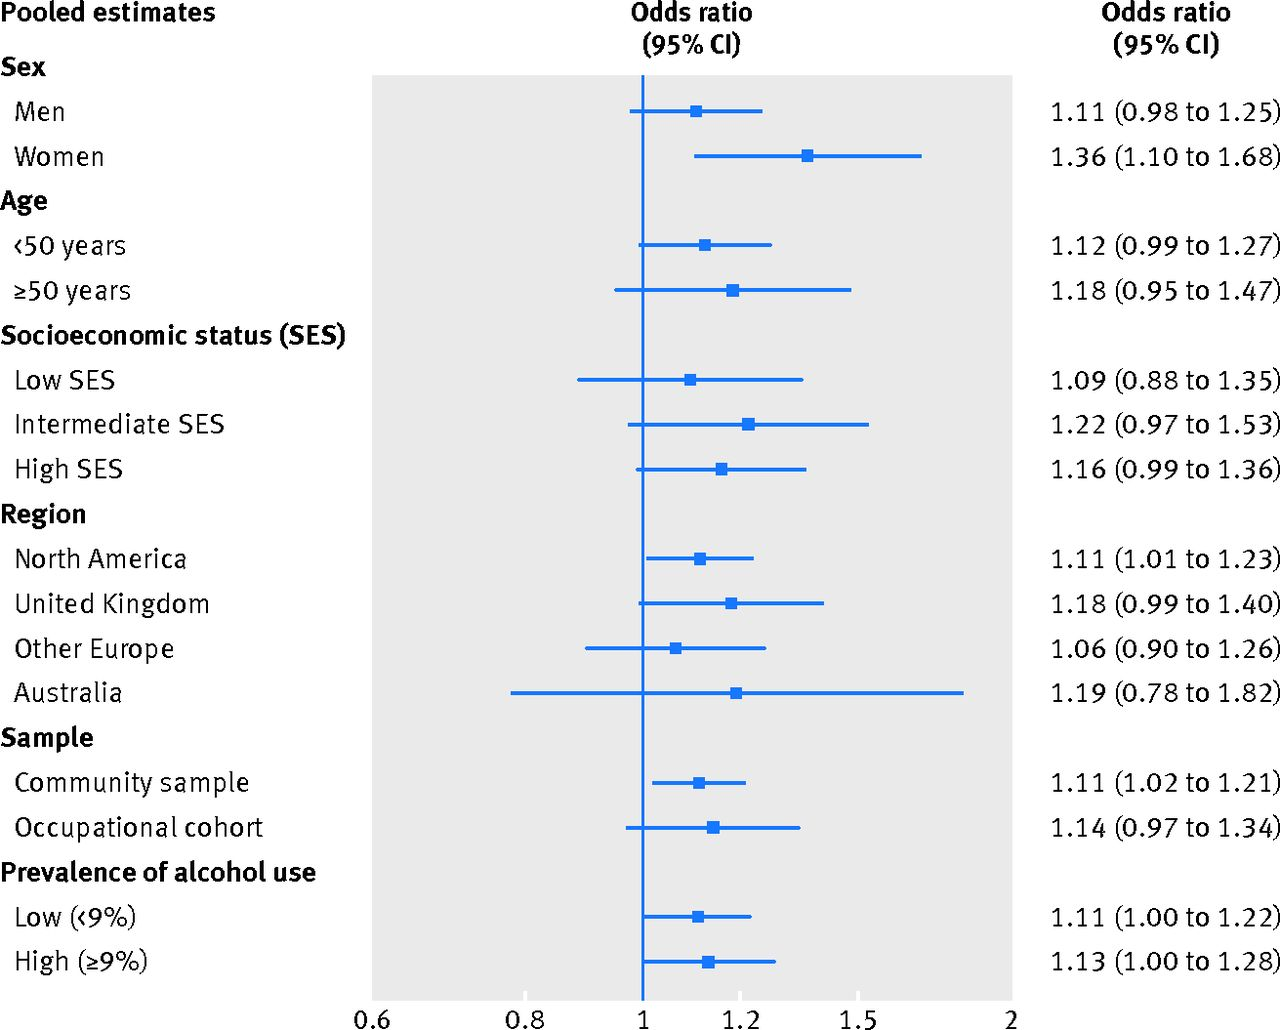 Pooled estimates Odds ratio (95% CI) Odds ratio (95% CI)
Sex
Men 1.11 (0.98 to 1.25)
Women 1.36 (1.10 to 1.68)
Age
<50 years 1.12 (0.99 to 1.27)
≥50 years 1.18 (0.95 to 1.47)
Socioeconomic status (SES)
Low SES 1.09 (0.88 to 1.35)
Intermediate SES 1.22 (0.97 to 1.53)
High SES 1.16 (0.99 to 1.36)
Region
North America 1.11 (1.01 to 1.23)
United Kingdom 1.18 (0.99 to 1.40)
Other Europe 1.06 (0.90 to 1.26)
Australia 1.19 (0.78 to 1.82)
Sample
Community sample 1.11 (1.02 to 1.21)
Occupational cohort 1.14 (0.97 to 1.34)
Prevalence of alcohol use
Low (<9%) 1.11 (1.00 to 1.22)
High (≥9%) 1.13 (1.00 to 1.28)
0.6 0.8 1 1.2 1.5 2